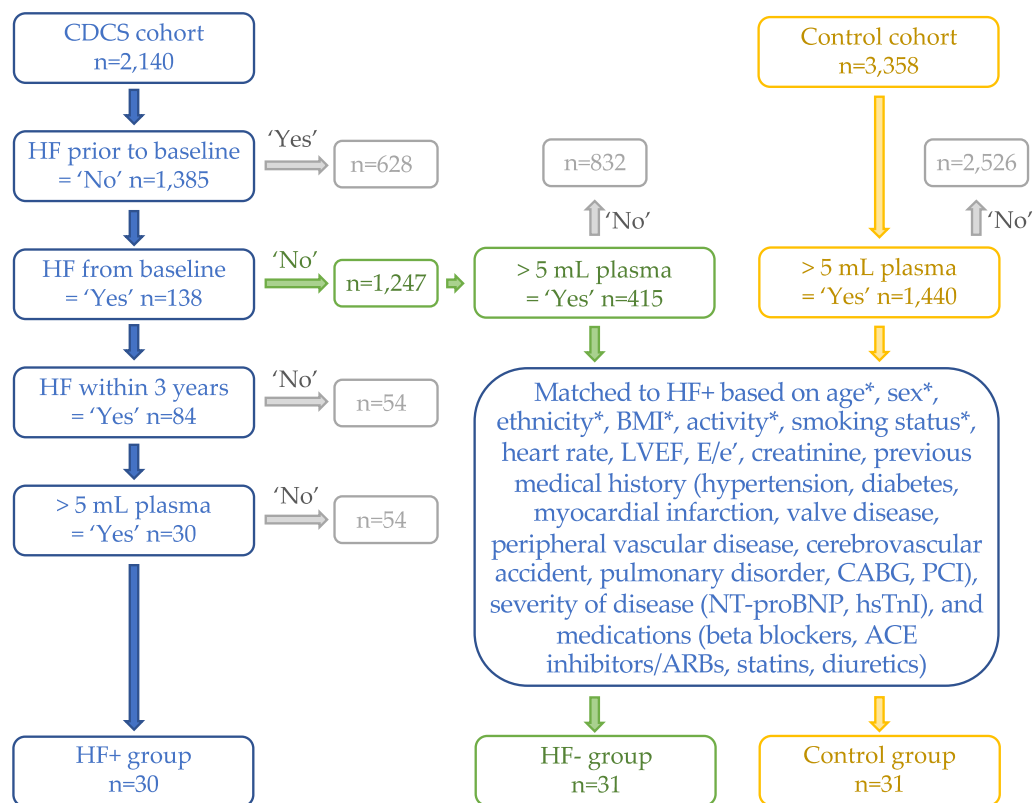 CDCS cohort
n=2,140
Control cohort
n=3,358
HF prior to baseline
= ‘No’ n=1,385
‘Yes’
n=628
n=832
n=2,526
‘No’
‘No’
HF from baseline
= ‘Yes’ n=138
‘No’
n=1,247
> 5 mL plasma
= ‘Yes’ n=415
> 5 mL plasma
= ‘Yes’ n=1,440
HF within 3 years
= ‘Yes’ n=84
‘No’
n=54
> 5 mL plasma
= ‘Yes’ n=30
‘No’
n=54
Matched to HF+ based on age*, sex*,
ethnicity*, BMI*, activity*, smoking status*,
heart rate, LVEF, E/e’, creatinine, previous
medical history (hypertension, diabetes,
myocardial infarction, valve disease,
peripheral vascular disease, cerebrovascular
accident, pulmonary disorder, CABG, PCI),
severity of disease (NT-proBNP, hsTnI), and
medications (beta blockers, ACE
inhibitors/ARBs, statins, diuretics)
HF+ group
n=30
HF- group
n=31
Control group
n=31